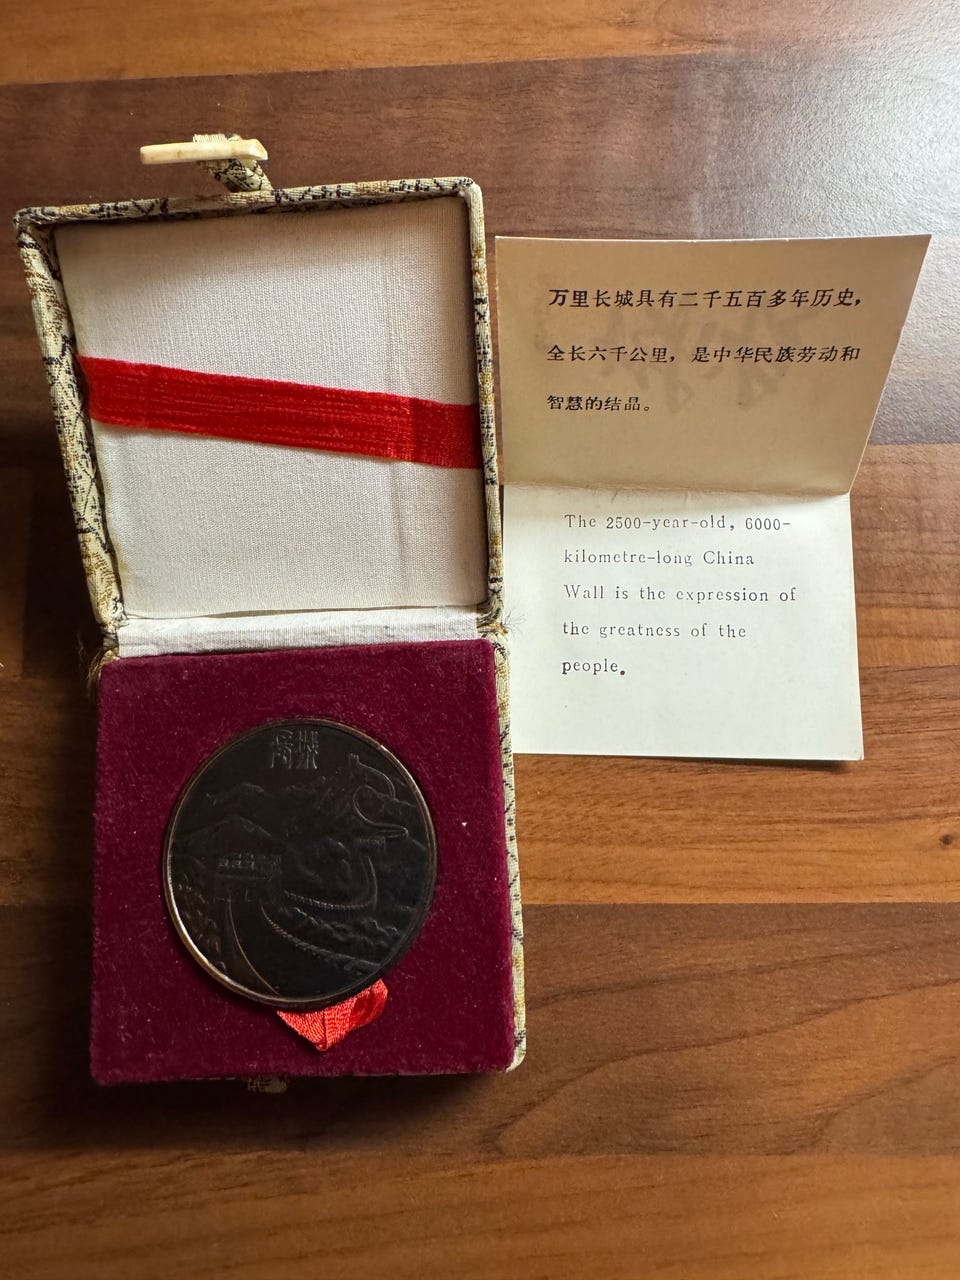 万里长城具有二千五百多年历史，
全长六千公里，是中华民族劳动和
智慧的结晶。
The 2500-year-old, 6000-
kilometre-long China
Wall is the expression of
the greatness of the
people.